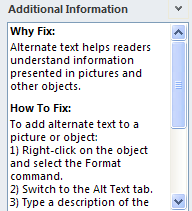 Additional Information
Why Fix:
Alternate text helps readers
understand information
presented in pictures and
other objects.
How To Fix:
To add alternate text to a
picture or object:
1) Right-click on the object
and select the Format
command.
2) Switch to the Alt Text tab.
3) Type a description of the